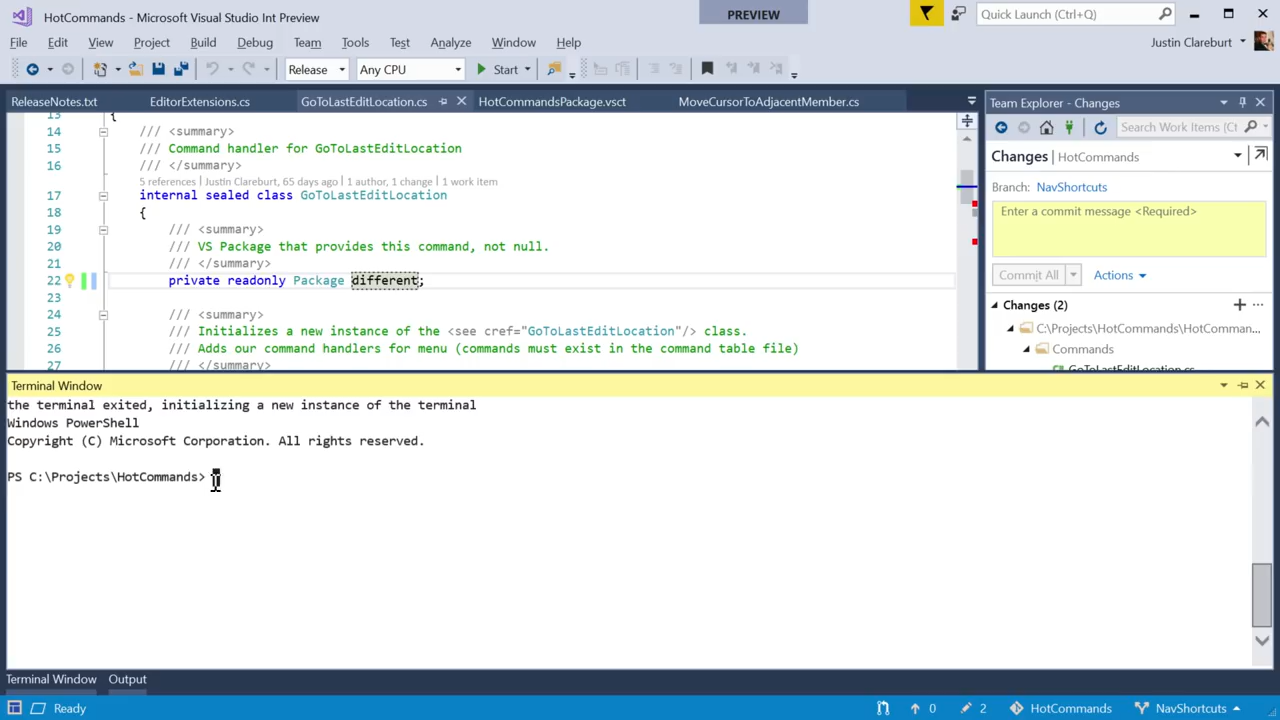 HotCommands - Microsoft Visual Studio Int Preview
PREVIEW
Quick Launch (Ctrl+Q)
File Edit View Project Build Debug Team Tools Test Analyze Window Help
Justin Clareburt
Release Any CPU Start
ReleaseNotes.txt EditorExtensions.cs GoToLastEditLocation.cs HotCommandsPackage.vsct MoveCursorToAdjacentMember.cs
13 {
14 /// <summary>
15 /// Command handler for GoToLastEditLocation
16 /// </summary>
5 references | Justin Clareburt, 65 days ago | 1 author, 1 change | 1 work item
17 internal sealed class GoToLastEditLocation
18 {
19 /// <summary>
20 /// VS Package that provides this command, not null.
21 /// </summary>
22 private readonly Package different;
23
24 /// <summary>
25 /// Initializes a new instance of the <see cref="GoToLastEditLocation"/> class.
26 /// Adds our command handlers for menu (commands must exist in the command table file)
27 /// </summary>
Team Explorer - Changes
Search Work Items (Ct
Changes | HotCommands
Branch: NavShortcuts
Enter a commit message <Required>
Commit All Actions
Changes (2)
C:\Projects\HotCommands\HotComman...
Commands
GoToLastEditLocation.cs
Terminal Window
the terminal exited, initializing a new instance of the terminal
Windows PowerShell
Copyright (C) Microsoft Corporation. All rights reserved.
PS C:\Projects\HotCommands>
Terminal Window Output
Ready 0 2 HotCommands NavShortcuts